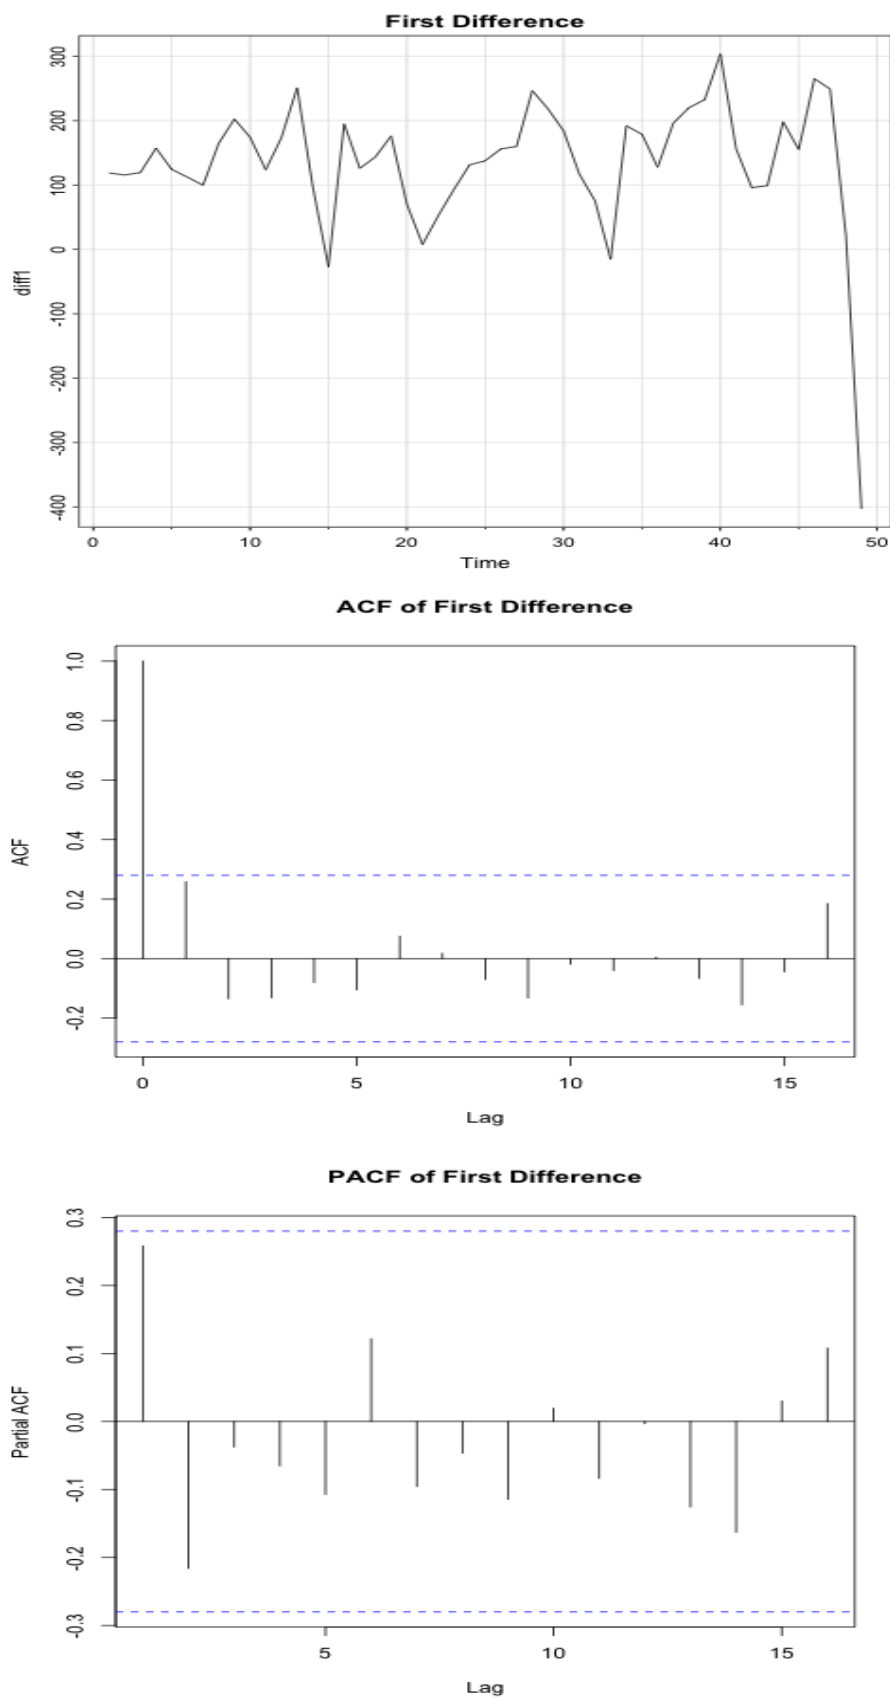 First Difference
300
200
100
0
-100
-200
-300
-400
diff1
0 10 20 30 40 50
Time
ACF of First Difference
1.0
0.8
0.6
0.4
0.2
0.0
-0.2
ACF
0 5 10 15
Lag
PACF of First Difference
0.3
0.2
0.1
0.0
-0.1
-0.2
-0.3
Partial ACF
5 10 15
Lag